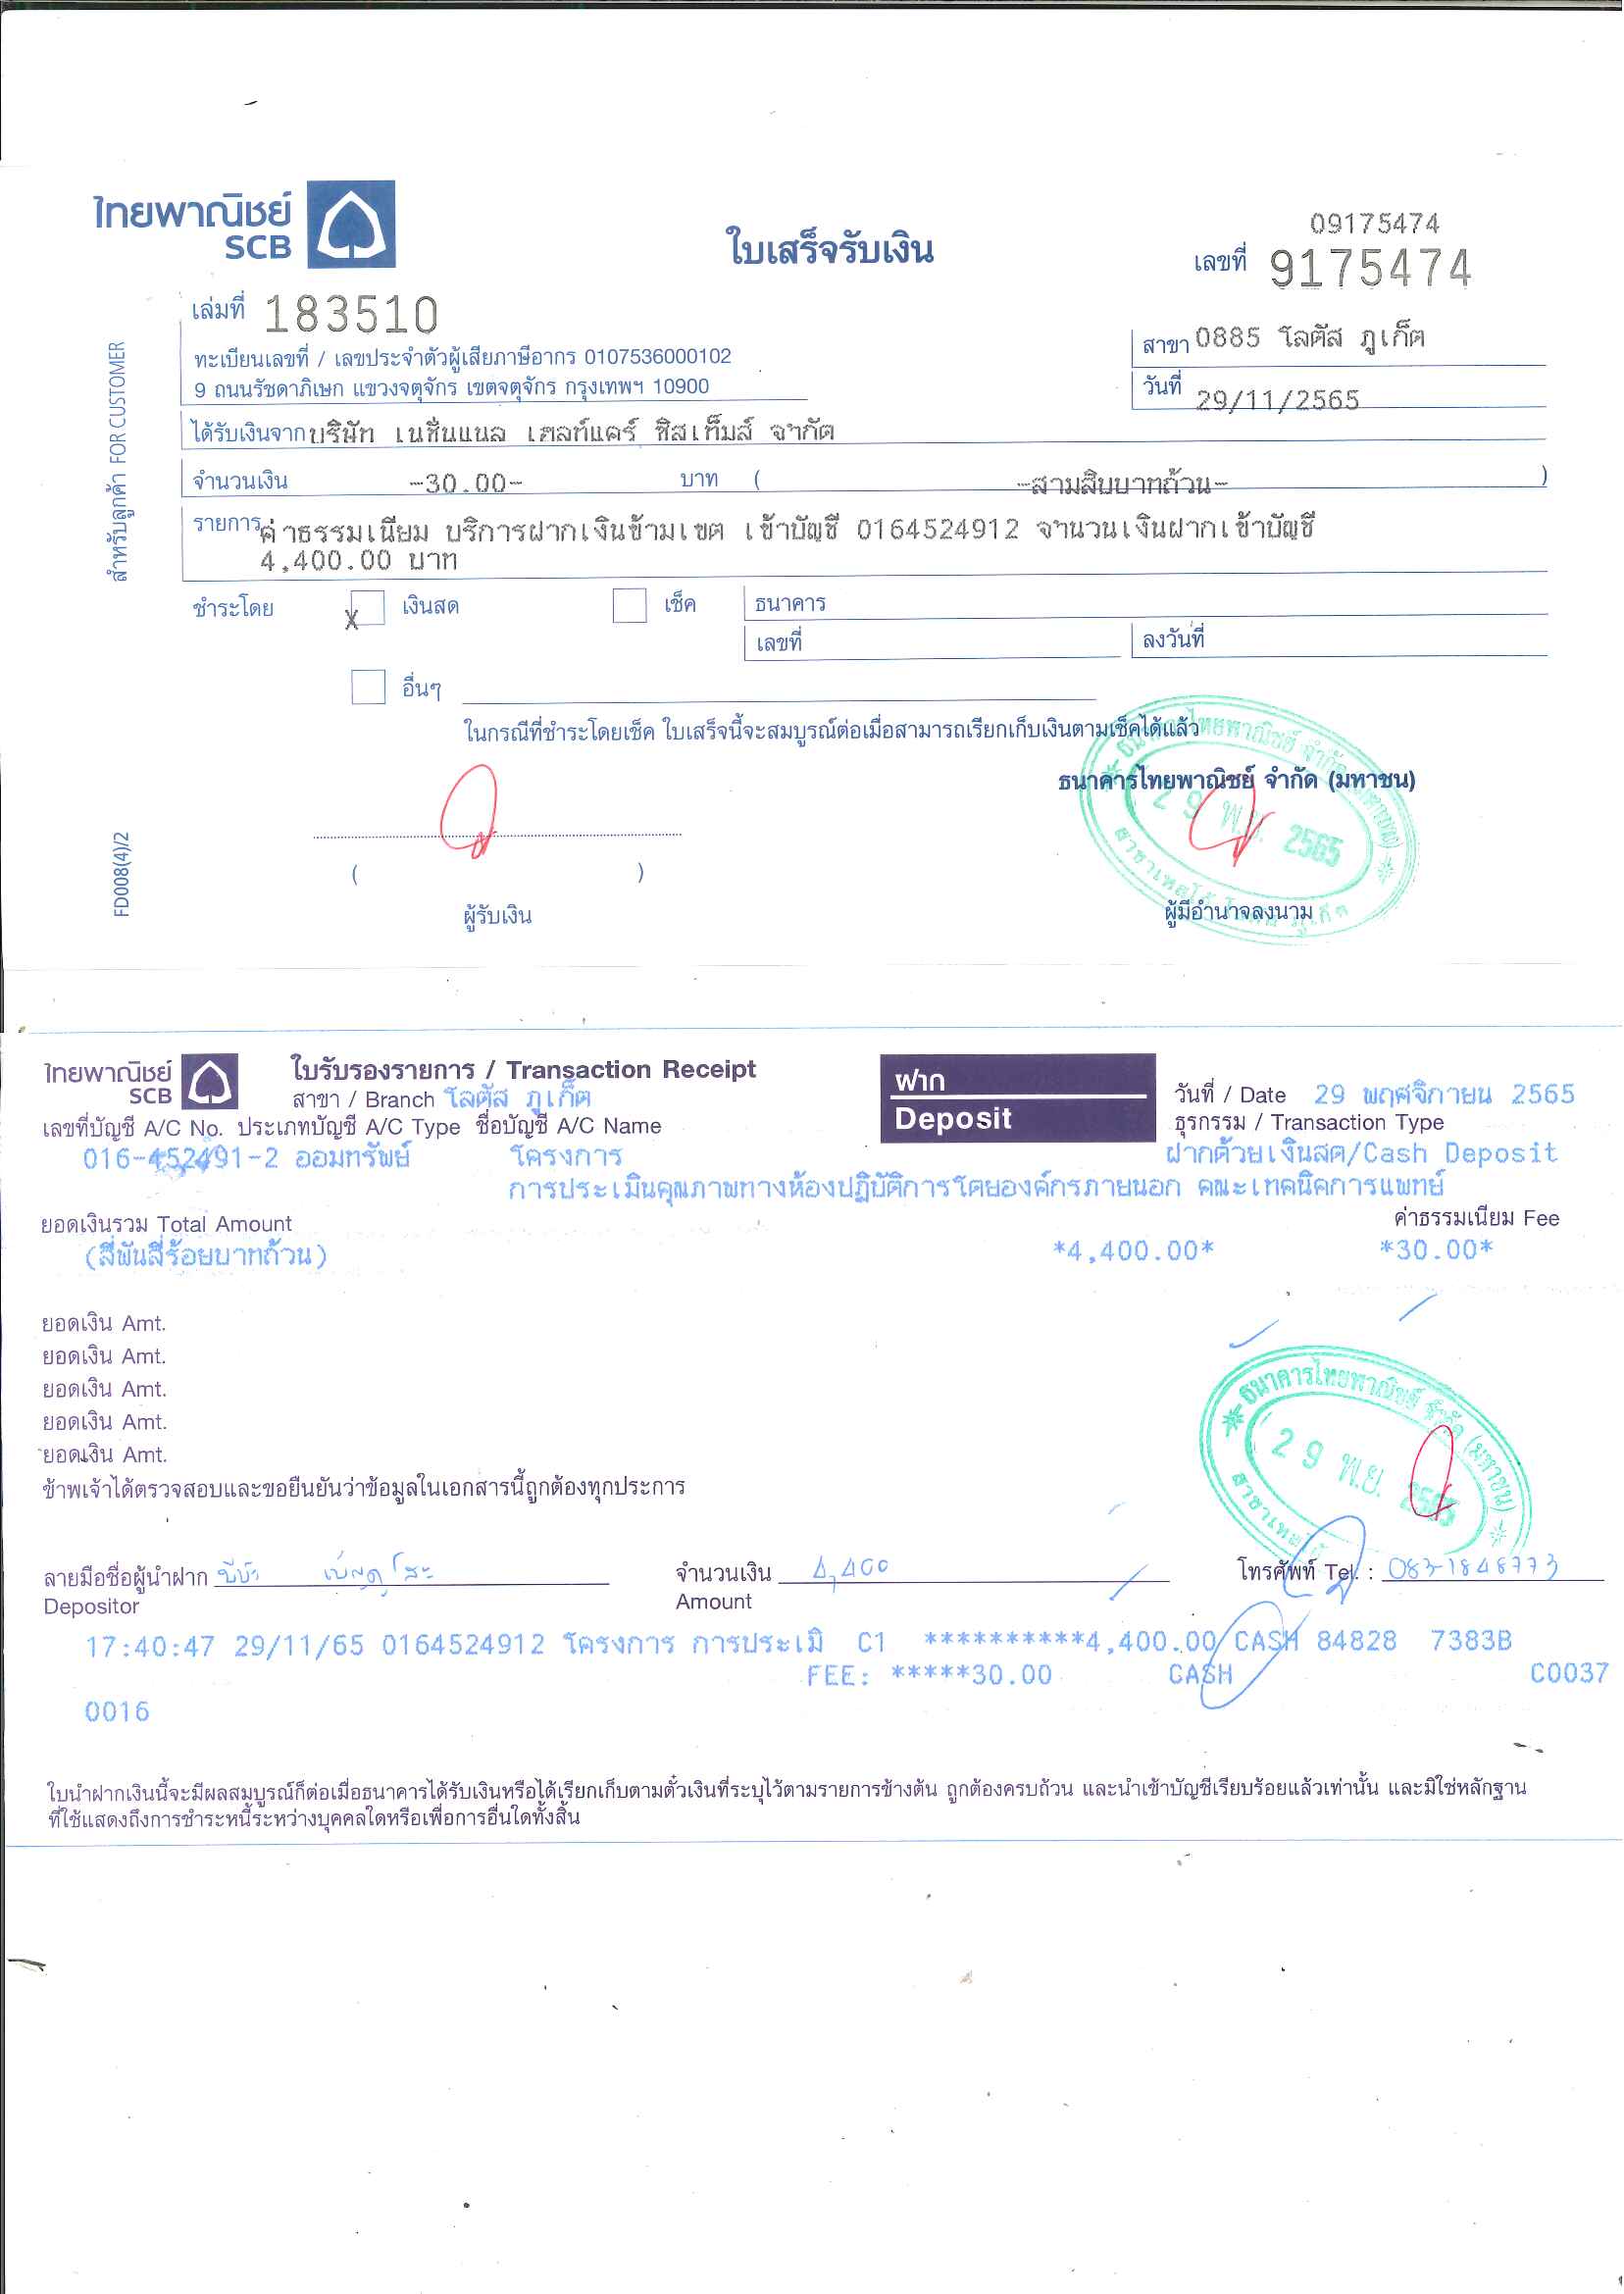 ไทยพาณิชย์
SCB
ใบเสร็จรับเงิน
09175474
เลขที่ 9175474
เล่มที่ 183510
ทะเบียนเลขที่ / เลขประจำตัวผู้เสียภาษีอากร 0107536000102
9 ถนนรัชดาภิเษก แขวงจตุจักร เขตจตุจักร กรุงเทพฯ 10900
สาขา 0885 โลตัส ภูเก็ต
วันที่ 29/11/2565
ได้รับเงินจาก บริษัท เนชั่นแนล เฮลท์แคร์ ซิสเท็มส์ จำกัด
จำนวนเงิน -30.00- บาท ( -สามสิบบาทถ้วน- )
รายการ ค่าธรรมเนียม บริการฝากเงินข้ามเขต เข้าบัญชี 0164524912 จำนวนเงินฝากเข้าบัญชี
4,400.00 บาท
ชำระโดย X เงินสด เช็ค ธนาคาร
เลขที่ ลงวันที่
อื่นๆ
ในกรณีที่ชำระโดยเช็ค ใบเสร็จนี้จะสมบูรณ์ต่อเมื่อสามารถเรียกเก็บเงินตามเช็คได้แล้ว
ธนาคารไทยพาณิชย์ จำกัด (มหาชน)
29 พ.ย. 2565
( )
ผู้รับเงิน
ผู้มีอำนาจลงนาม
สำหรับลูกค้า FOR CUSTOMER
FD008(4)/2
ไทยพาณิชย์
SCB
ใบรับรองรายการ / Transaction Receipt
สาขา / Branch โลตัส ภูเก็ต
ฝาก
Deposit
วันที่ / Date 29 พฤศจิกายน 2565
เลขที่บัญชี A/C No. ประเภทบัญชี A/C Type ชื่อบัญชี A/C Name
ธุรกรรม / Transaction Type
016-452491-2 ออมทรัพย์ โครงการ ฝากด้วยเงินสด/Cash Deposit
การประเมินคุณภาพทางห้องปฏิบัติการโดยองค์กรภายนอก คณะเทคนิคการแพทย์
ยอดเงินรวม Total Amount ค่าธรรมเนียม Fee
(สี่พันสี่ร้อยบาทถ้วน) *4,400.00* *30.00*
ยอดเงิน Amt.
ยอดเงิน Amt.
ยอดเงิน Amt.
ยอดเงิน Amt.
ยอดเงิน Amt.
ข้าพเจ้าได้ตรวจสอบและขอยืนยันว่าข้อมูลในเอกสารนี้ถูกต้องทุกประการ
ธนาคารไทยพาณิชย์ จำกัด (มหาชน)
29 พ.ย. 2565
ลายมือชื่อผู้นำฝาก จำนวนเงิน 4,400 โทรศัพท์ Tel. : 083-1848773
Depositor Amount
17:40:47 29/11/65 0164524912 โครงการ การประเมิ C1 **********4,400.00 CASH 84828 7383B
FEE: *****30.00 CASH C0037
0016
ใบนำฝากเงินนี้จะมีผลสมบูรณ์ก็ต่อเมื่อธนาคารได้รับเงินหรือได้เรียกเก็บตามตั๋วเงินที่ระบุไว้ตามรายการข้างต้น ถูกต้องครบถ้วน และนำเข้าบัญชีเรียบร้อยแล้วเท่านั้น และมิใช่หลักฐาน
ที่ใช้แสดงถึงการชำระหนี้ระหว่างบุคคลใดหรือเพื่อการอื่นใดทั้งสิ้น